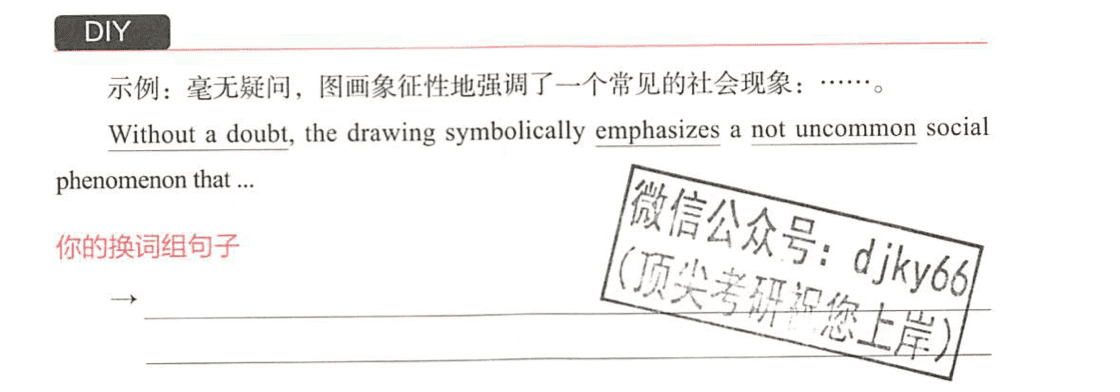 DIY
示例：毫无疑问，图画象征性地强调了一个常见的社会现象：……。
Without a doubt, the drawing symbolically emphasizes a not uncommon social
phenomenon that ...
你的换词组句子
→
微信公众号：djky66
（顶尖考研祝您上岸）